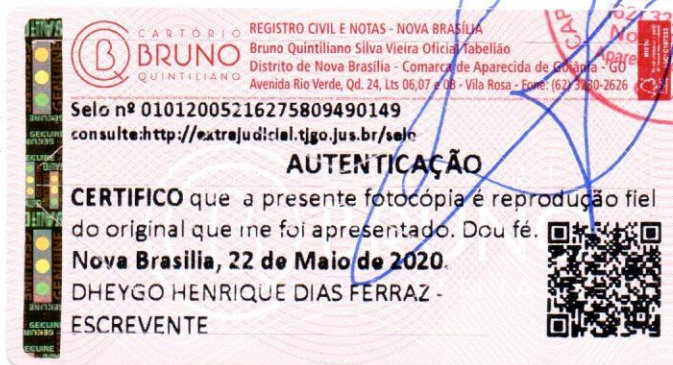 CARTÓRIO
BRUNO
QUINTILIANO
REGISTRO CIVIL E NOTAS - NOVA BRASÍLIA
Bruno Quintiliano Silva Vieira Oficial Tabelião
Distrito de Nova Brasília - Comarca de Aparecida de Goiânia - GO
Avenida Rio Verde, Qd. 24, Lts 06,07 e 08 - Vila Rosa - Fone: (62) 3280-2626
Selo nº 01012005216275809490149
consulte:http://extrajudicial.tjgo.jus.br/selo
AUTENTICAÇÃO
CERTIFICO que a presente fotocópia é reprodução fiel
do original que me foi apresentado. Dou fé.
Nova Brasilia, 22 de Maio de 2020.
DHEYGO HENRIQUE DIAS FERRAZ -
ESCREVENTE